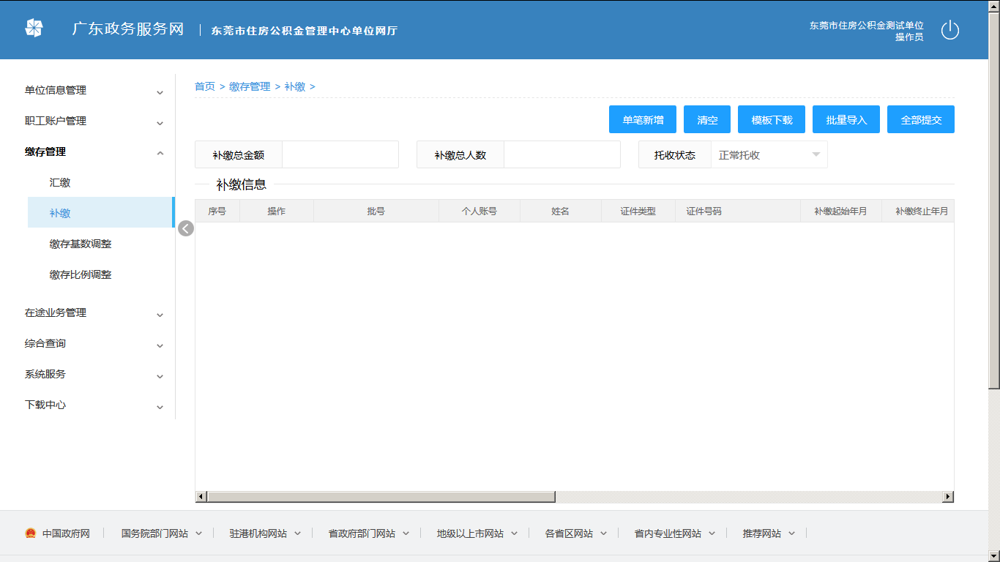 广东政务服务网 | 东莞市住房公积金管理中心单位网厅
东莞市住房公积金测试单位
操作员
单位信息管理
职工账户管理
缴存管理
汇缴
补缴
缴存基数调整
缴存比例调整
在途业务管理
综合查询
系统服务
下载中心
首页 > 缴存管理 > 补缴 >
单笔新增 清空 模板下载 批量导入 全部提交
补缴总金额 补缴总人数 托收状态 正常托收
补缴信息
序号 操作 批号 个人账号 姓名 证件类型 证件号码 补缴起始年月 补缴终止年月
中国政府网 国务院部门网站 驻港机构网站 省政府部门网站 地级以上市网站 各省区网站 省内专业性网站 推荐网站